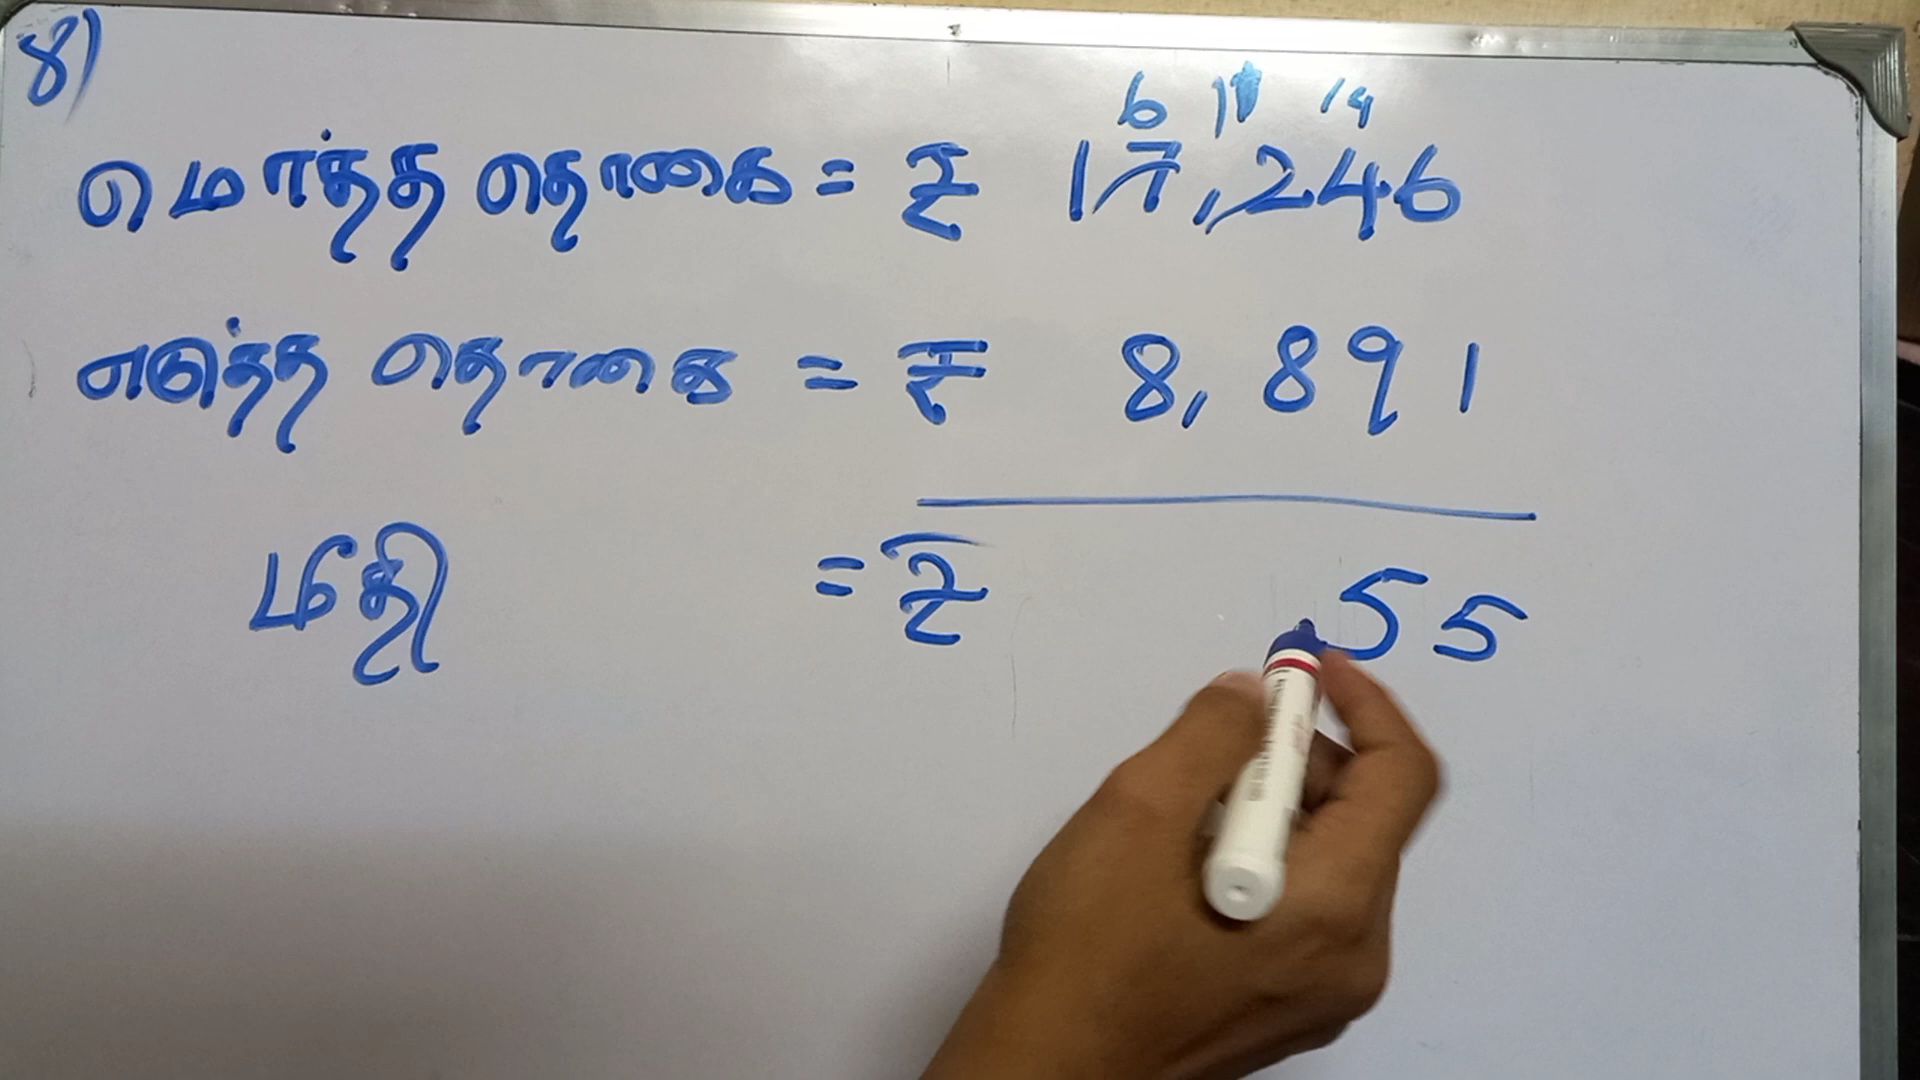 8)
6 11 14
மொத்த தொகை = ₹ 17,246
எடுத்த தொகை = ₹ 8,891
மீதி = ₹ 55